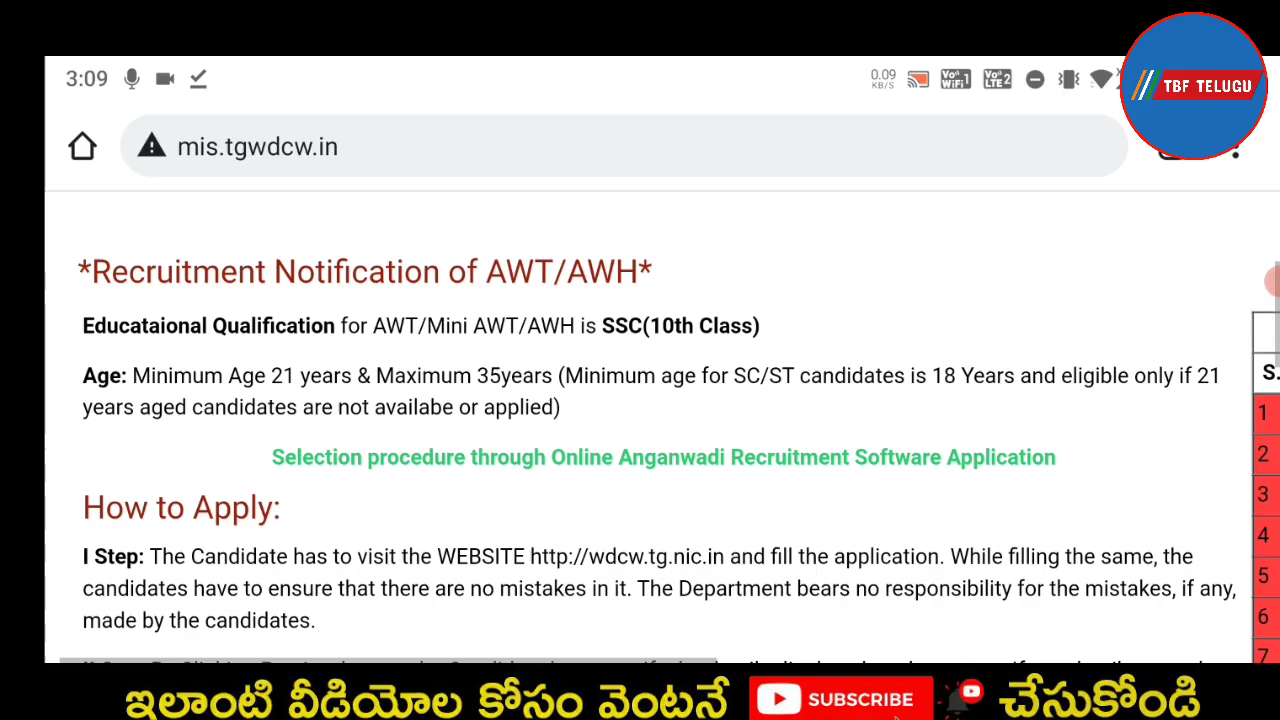 3:09
0.09
KB/S
Vo))
WiFi 1
Vo))
LTE 2
TBF TELUGU
mis.tgwdcw.in
*Recruitment Notification of AWT/AWH*
Educataional Qualification for AWT/Mini AWT/AWH is SSC(10th Class)
Age: Minimum Age 21 years & Maximum 35years (Minimum age for SC/ST candidates is 18 Years and eligible only if 21
years aged candidates are not availabe or applied)
Selection procedure through Online Anganwadi Recruitment Software Application
How to Apply:
I Step: The Candidate has to visit the WEBSITE http://wdcw.tg.nic.in and fill the application. While filling the same, the
candidates have to ensure that there are no mistakes in it. The Department bears no responsibility for the mistakes, if any,
made by the candidates.
S.
1
2
3
4
5
6
7
ఇలాంటి వీడియోల కోసం వెంటనే SUBSCRIBE చేసుకోండి